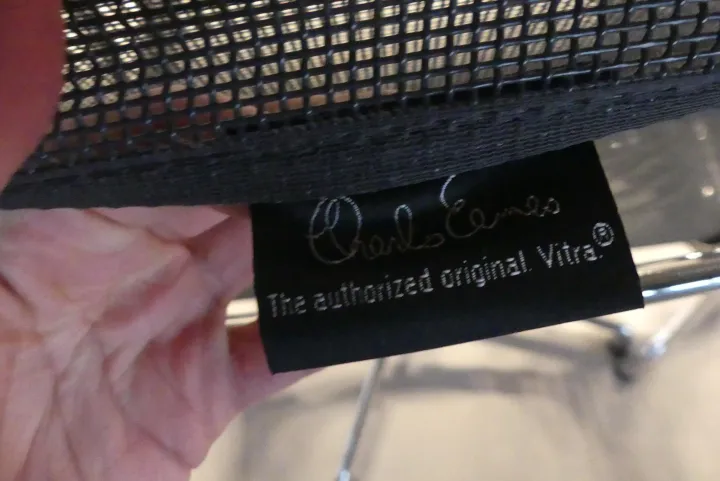 Charles Eames
The authorized original. Vitra.®